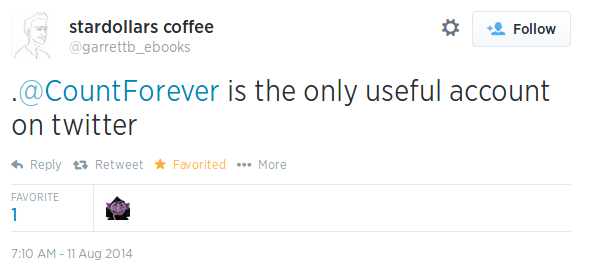 stardollars coffee
@garrettb_ebooks
Follow
.@CountForever is the only useful account
on twitter
Reply Retweet Favorited More
FAVORITE
1
7:10 AM - 11 Aug 2014